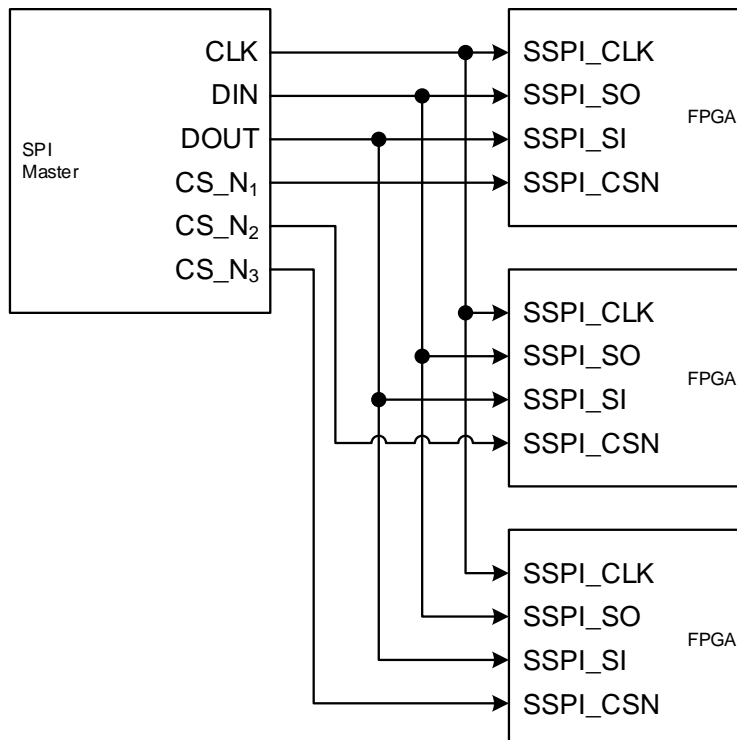 SPI
Master
CLK
DIN
DOUT
CS_N₁
CS_N₂
CS_N₃
SSPI_CLK
SSPI_SO
SSPI_SI
SSPI_CSN
FPGA
SSPI_CLK
SSPI_SO
SSPI_SI
SSPI_CSN
FPGA
SSPI_CLK
SSPI_SO
SSPI_SI
SSPI_CSN
FPGA